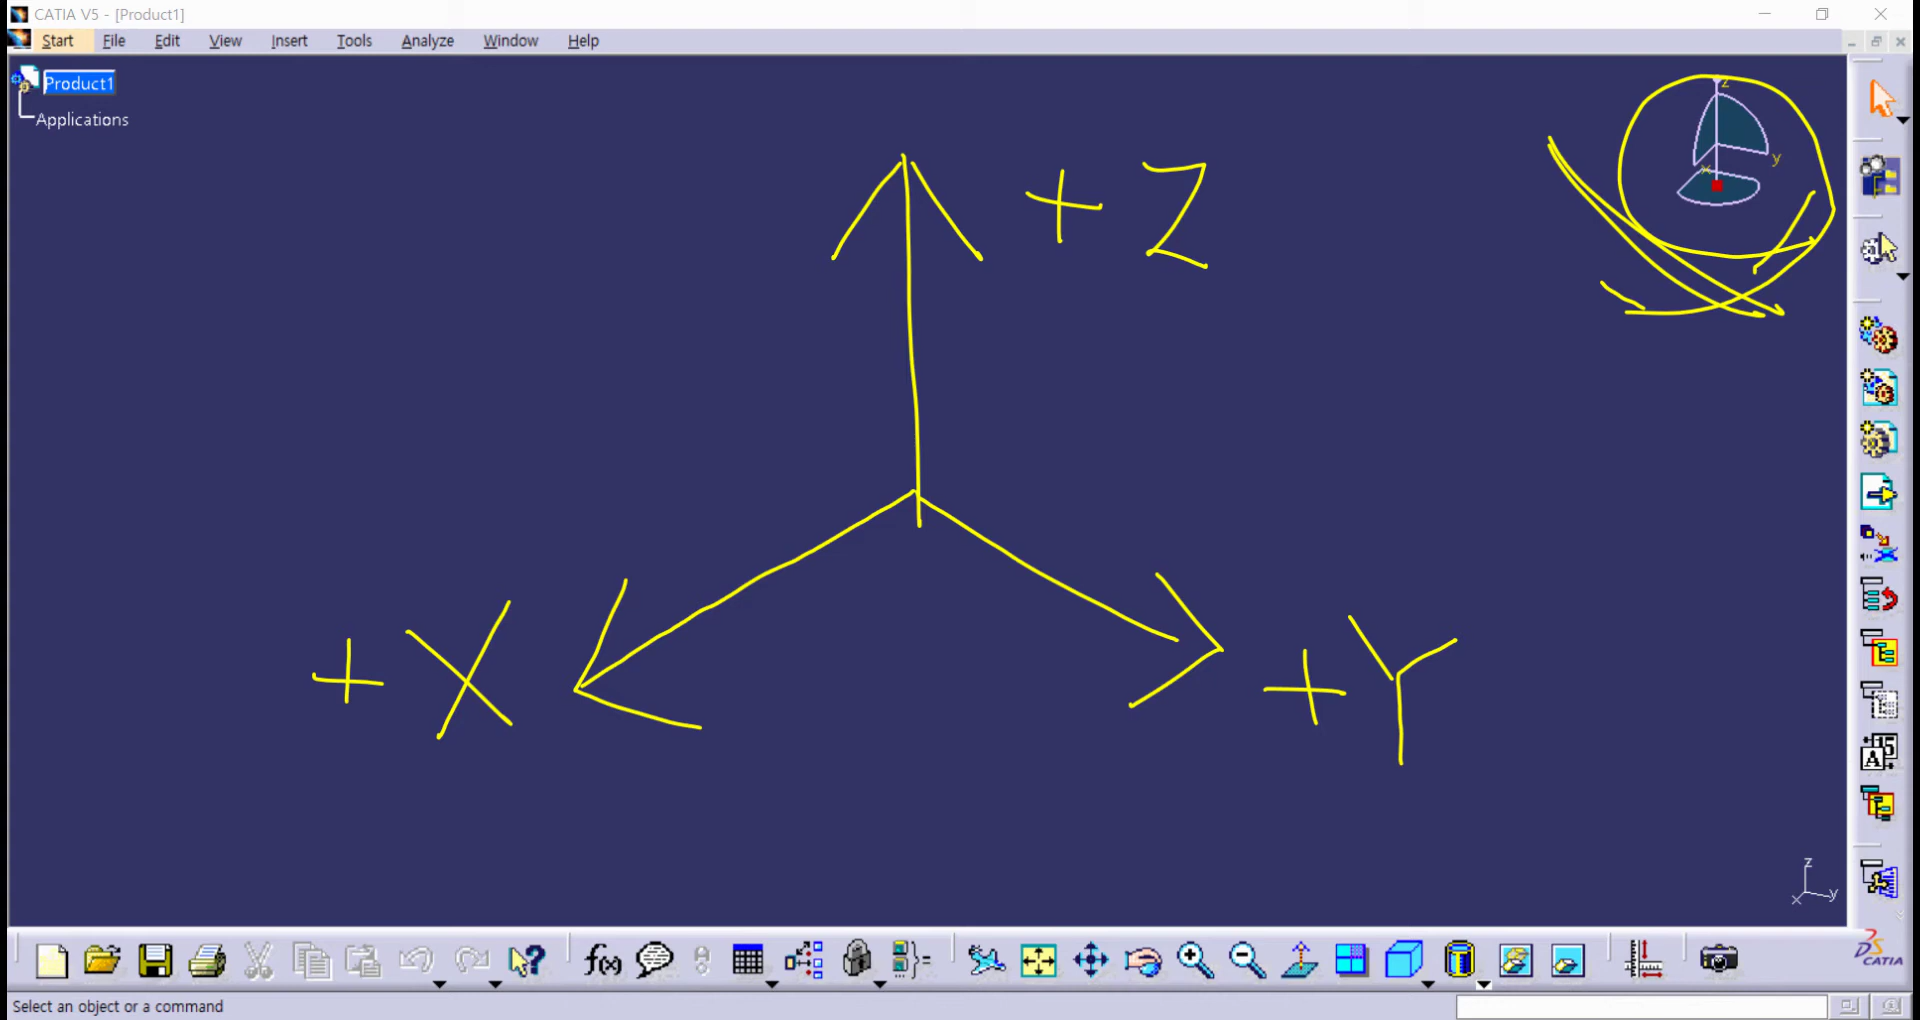 CATIA V5 - [Product1]
Start File Edit View Insert Tools Analyze Window Help
Product1
Applications
z
y
x
+Z
+X
+Y
z
x y
f(x)
CATIA
Select an object or a command